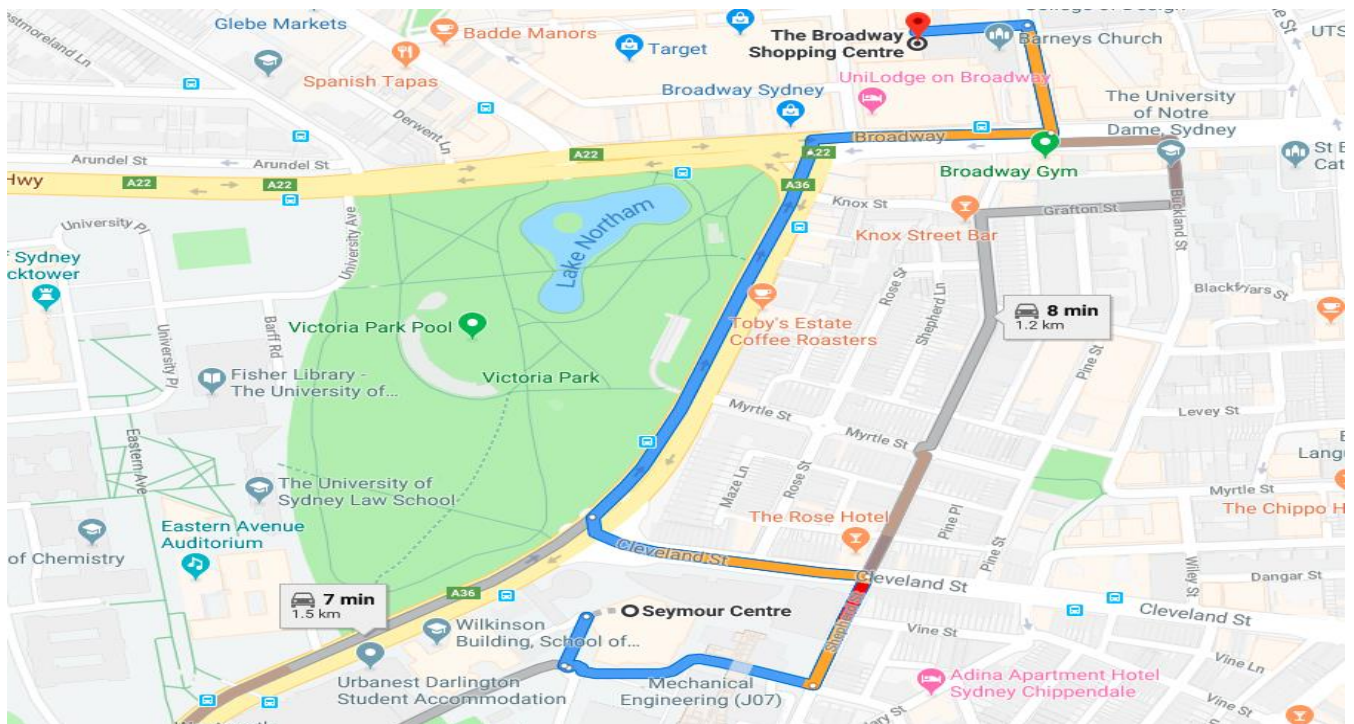 Glebe Markets
Badde Manors
Spanish Tapas
Target
The Broadway
Shopping Centre
Barneys Church
UTS
Derwent Ln
Broadway Sydney
UniLodge on Broadway
The University
of Notre
Dame, Sydney
Arundel St
Arundel St
A22
A22
A22
A22
Hwy
Broadway
Broadway Gym
A36
Knox St
Knox Street Bar
Grafton St
Buckland St
University Pl
University Ave
Lake Northam
Victoria Park Pool
Victoria Park
Toby's Estate
Coffee Roasters
Rose St
Shepherd Ln
8 min
1.2 km
Pine St
Barff Rd
University Pl
Fisher Library -
The University of...
Myrtle St
Myrtle St
Levey St
Eastern Ave
The University of
Sydney Law School
Maze Ln
Rose St
Myrtle St
The Rose Hotel
Pine Pl
Pine St
Eastern Avenue
Auditorium
of Chemistry
Cleveland St
Cleveland St
Cleveland St
Wiley St
Dangar St
7 min
1.5 km
A36
Seymour Centre
Wilkinson
Building, School of...
Shepherd St
Vine St
Vine Ln
Vine St
Urbanest Darlington
Student Accommodation
Mechanical
Engineering (J07)
Adina Apartment Hotel
Sydney Chippendale